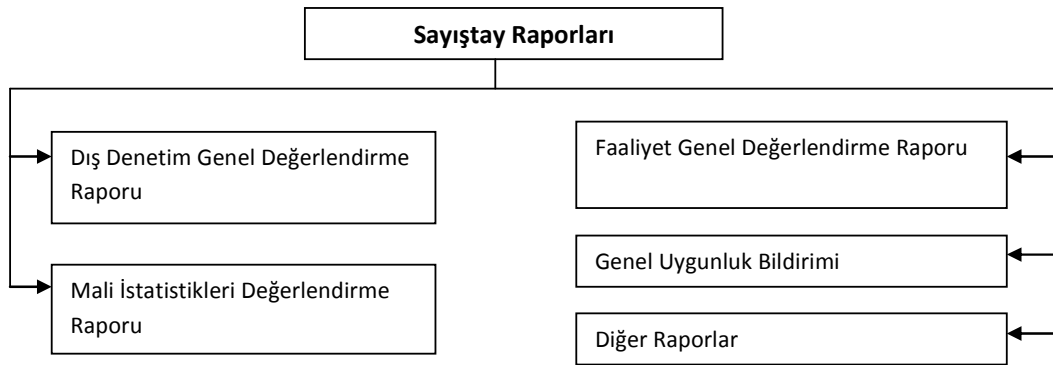 Sayıştay Raporları
Dış Denetim Genel Değerlendirme
Raporu
Mali İstatistikleri Değerlendirme
Raporu
Faaliyet Genel Değerlendirme Raporu
Genel Uygunluk Bildirimi
Diğer Raporlar